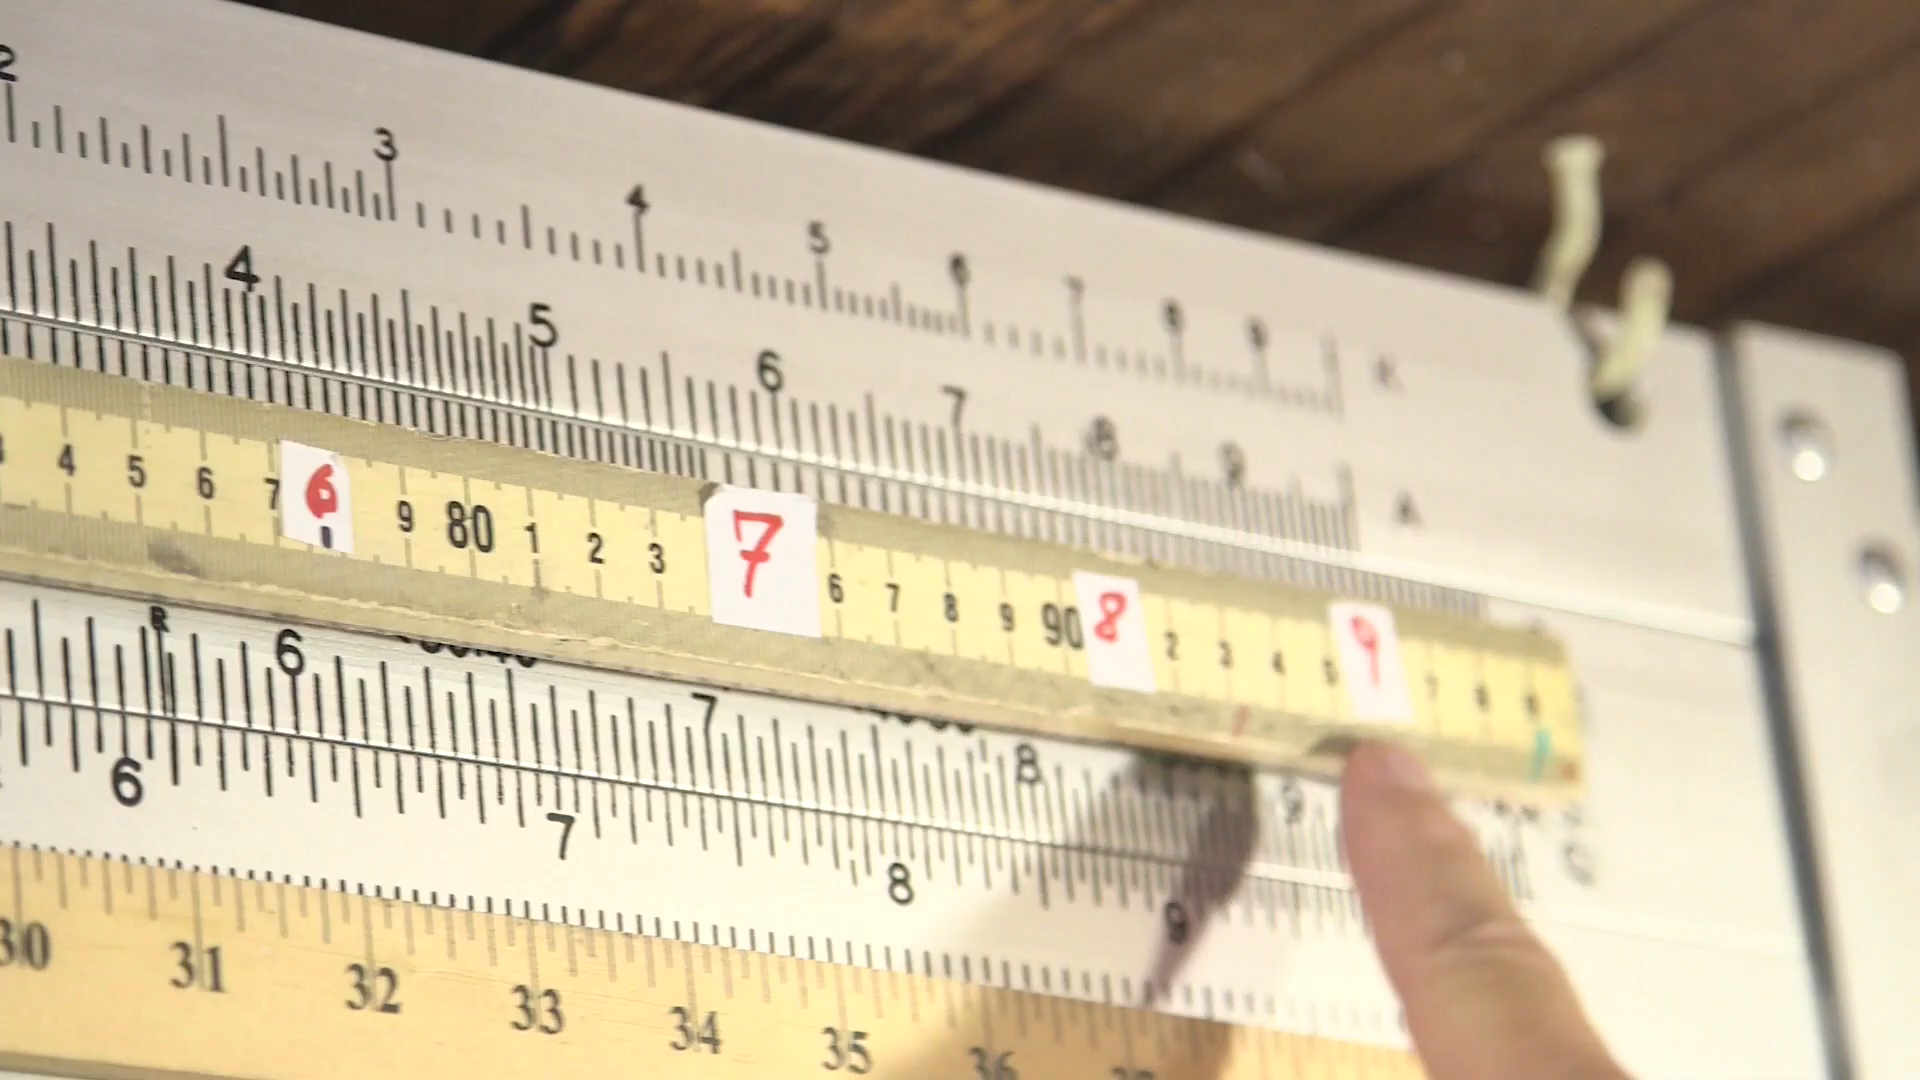 2 3 4 5 6 7 8 9 K
4 5 6 7 8 9 A
4 5 6 7 6 9 80 1 2 3 7 6 7 8 9 90 8 2 3 4 5 9 7 8 9
R 6 7 8 9 C
6 7 8 9
30 31 32 33 34 35 36